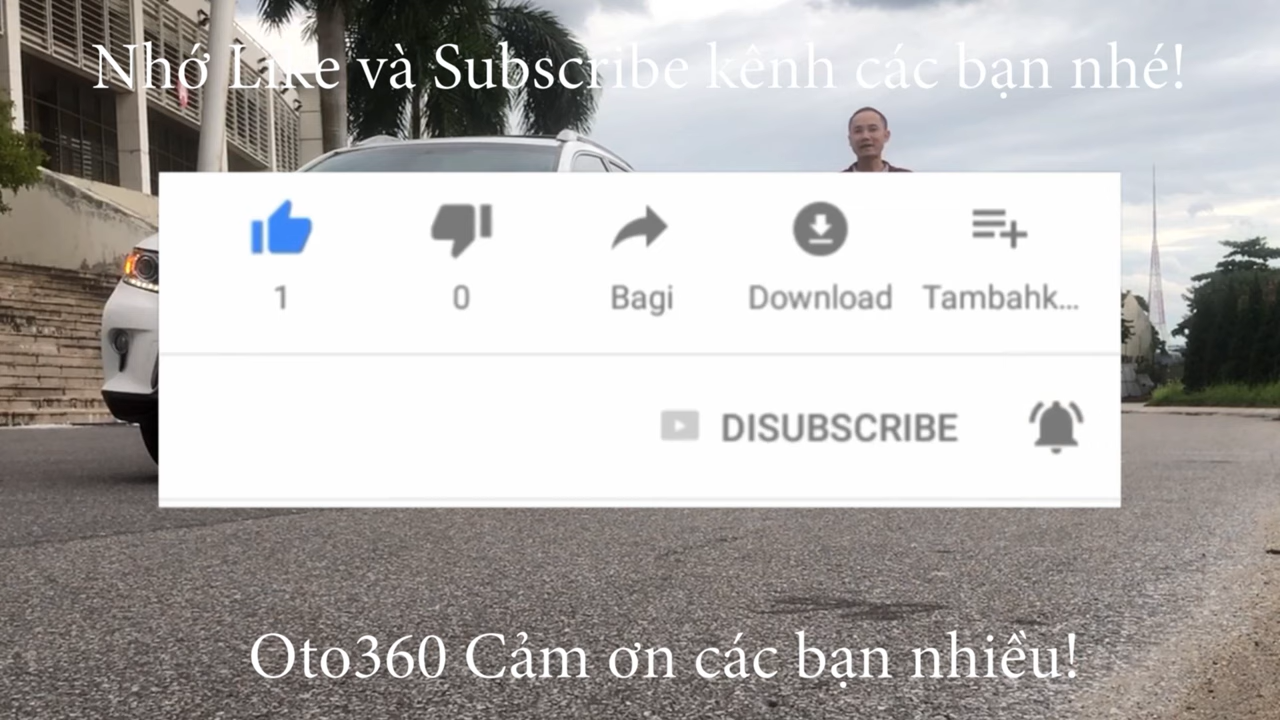 Nhớ Like và Subscribe kênh các bạn nhé!
1 0 Bagi Download Tambahk...
DISUBSCRIBE
Oto360 Cảm ơn các bạn nhiều!